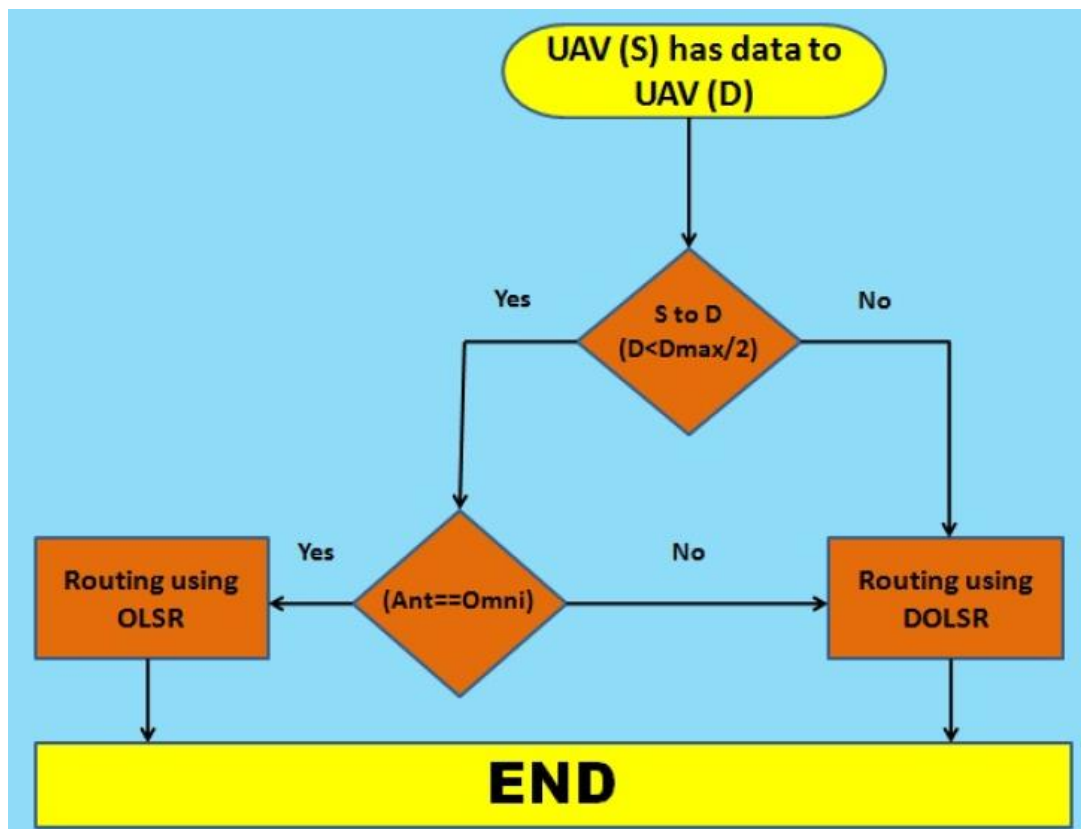 UAV (S) has data to
UAV (D)
Yes
No
S to D
(D<Dmax/2)
Yes
No
Routing using
OLSR
(Ant==Omni)
Routing using
DOLSR
END